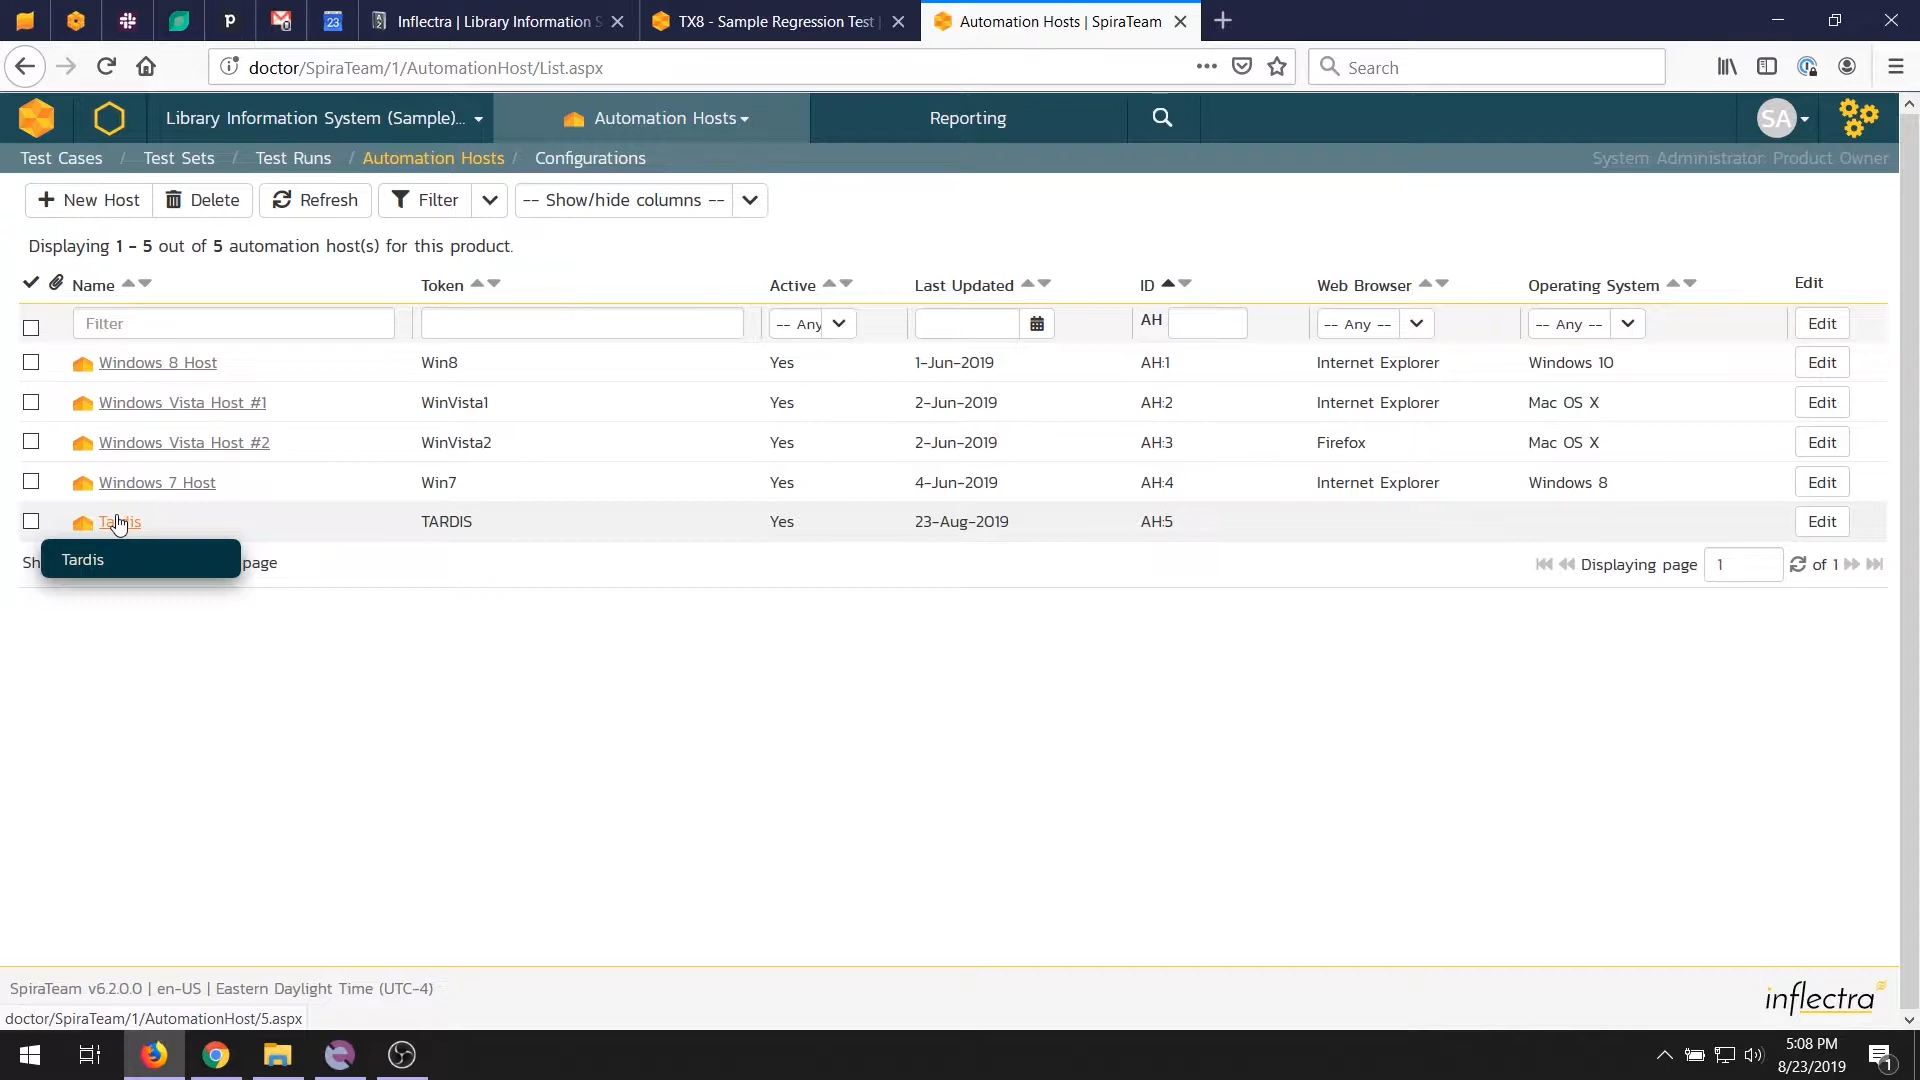 Inflectra | Library Information S
TX8 - Sample Regression Test
Automation Hosts | SpiraTeam
doctor/SpiraTeam/1/AutomationHost/List.aspx
Search
Library Information System (Sample)...
Automation Hosts
Reporting
SA
Test Cases / Test Sets / Test Runs / Automation Hosts / Configurations
System Administrator Product Owner
New Host
Delete
Refresh
Filter
-- Show/hide columns --
Displaying 1 - 5 out of 5 automation host(s) for this product.
Name Token Active Last Updated ID Web Browser Operating System Edit
Filter -- Any AH -- Any -- -- Any -- Edit
Windows 8 Host Win8 Yes 1-Jun-2019 AH:1 Internet Explorer Windows 10 Edit
Windows Vista Host #1 WinVista1 Yes 2-Jun-2019 AH:2 Internet Explorer Mac OS X Edit
Windows Vista Host #2 WinVista2 Yes 2-Jun-2019 AH:3 Firefox Mac OS X Edit
Windows 7 Host Win7 Yes 4-Jun-2019 AH:4 Internet Explorer Windows 8 Edit
Tardis TARDIS Yes 23-Aug-2019 AH:5 Edit
Tardis
Sh page Displaying page 1 of 1
SpiraTeam v6.2.0.0 | en-US | Eastern Daylight Time (UTC-4)
inflectra
doctor/SpiraTeam/1/AutomationHost/5.aspx
5:08 PM
8/23/2019
1